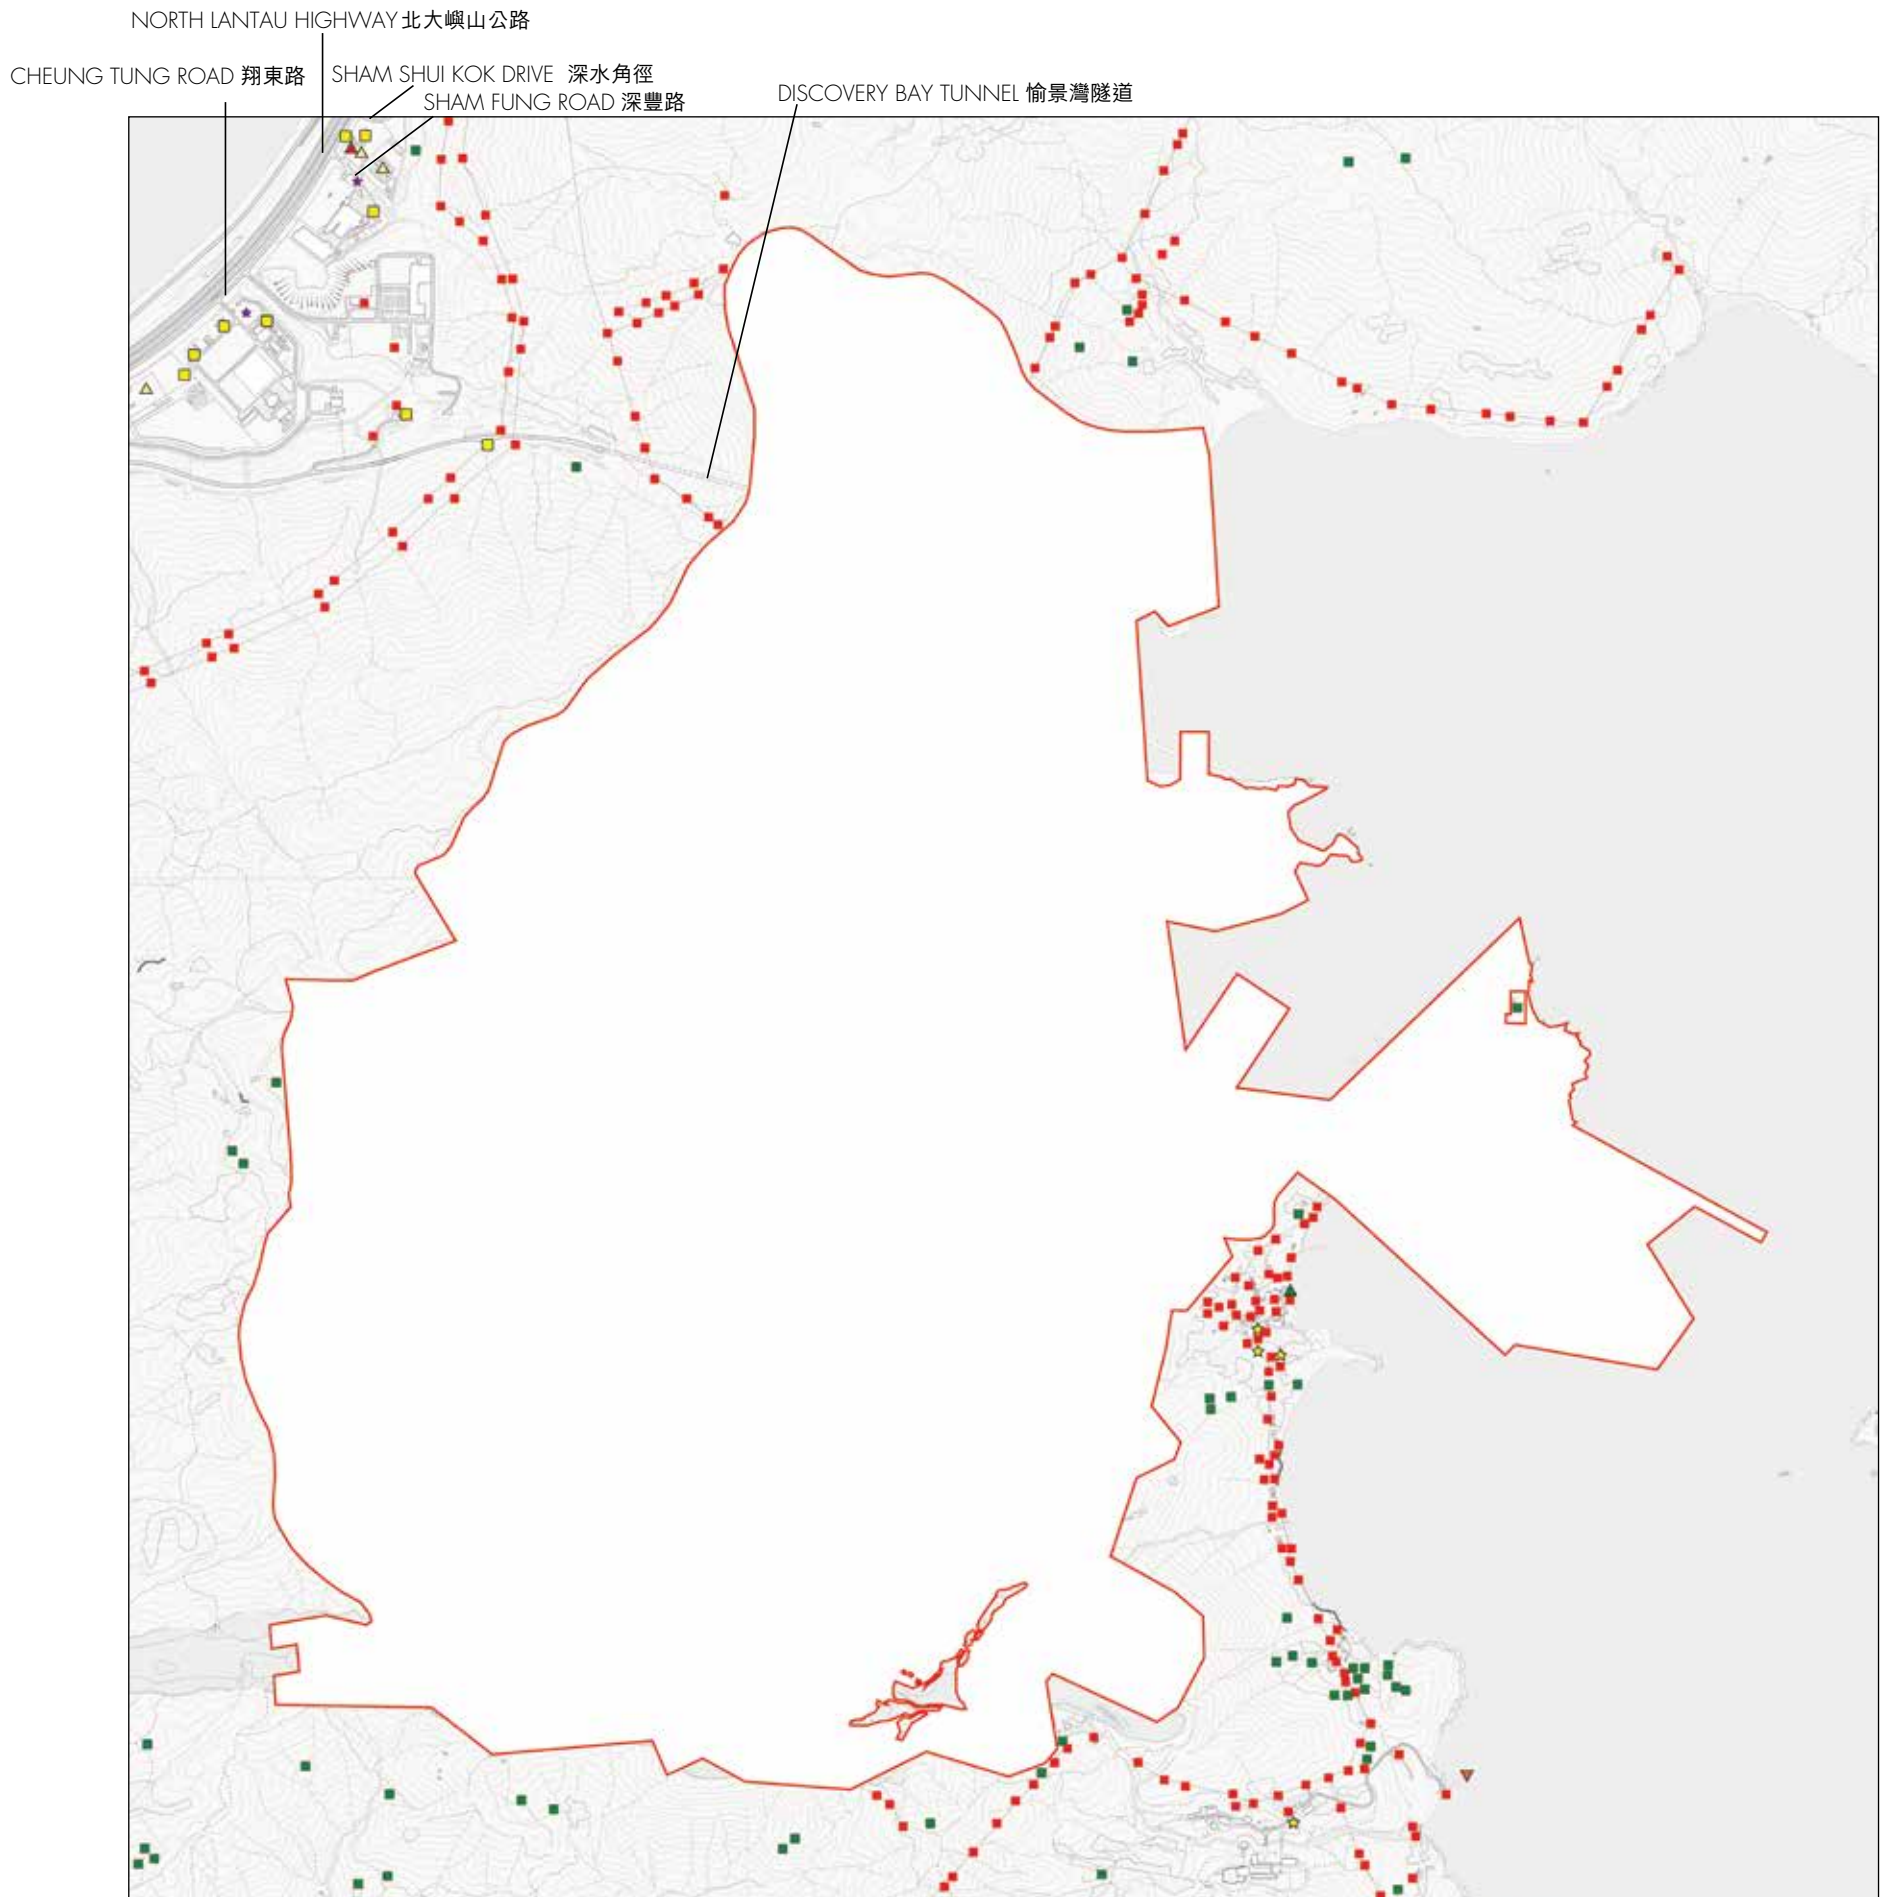 NORTH LANTAU HIGHWAY 北大嶼山公路
CHEUNG TUNG ROAD 翔東路
SHAM SHUI KOK DRIVE 深水角徑
SHAM FUNG ROAD 深豐路
DISCOVERY BAY TUNNEL 愉景灣隧道